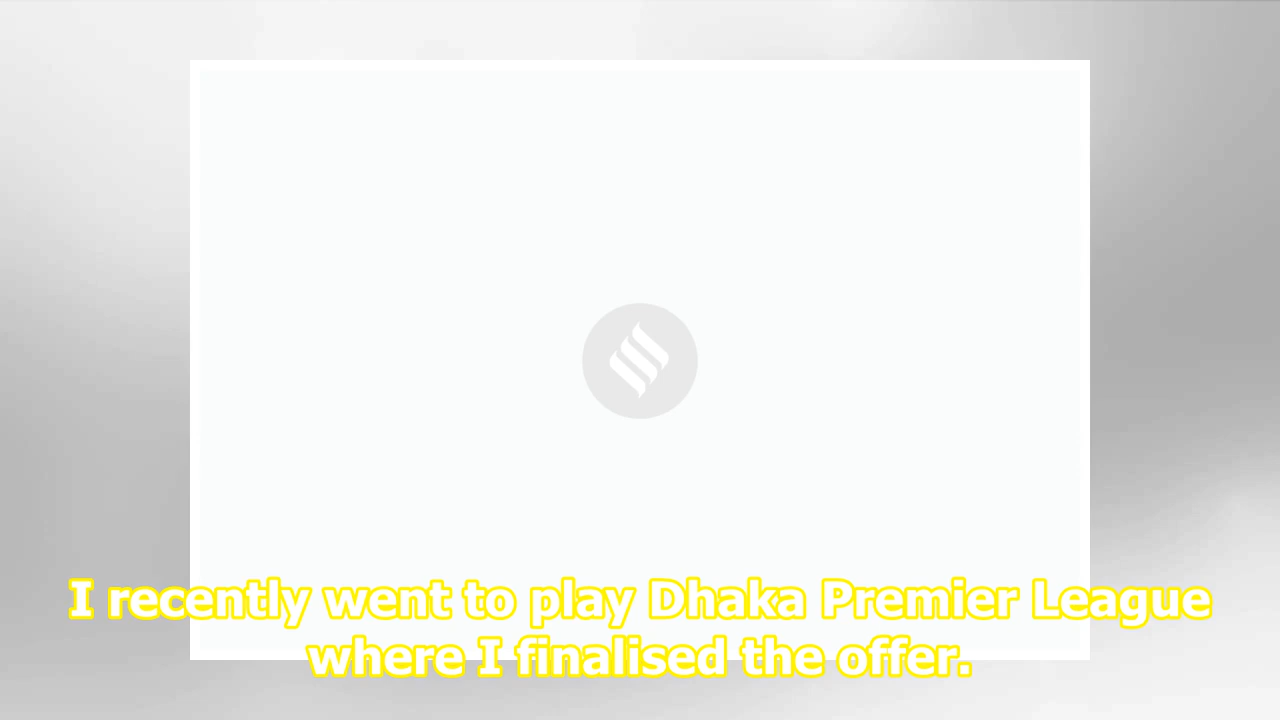 I recently went to play Dhaka Premier League
where I finalised the offer.